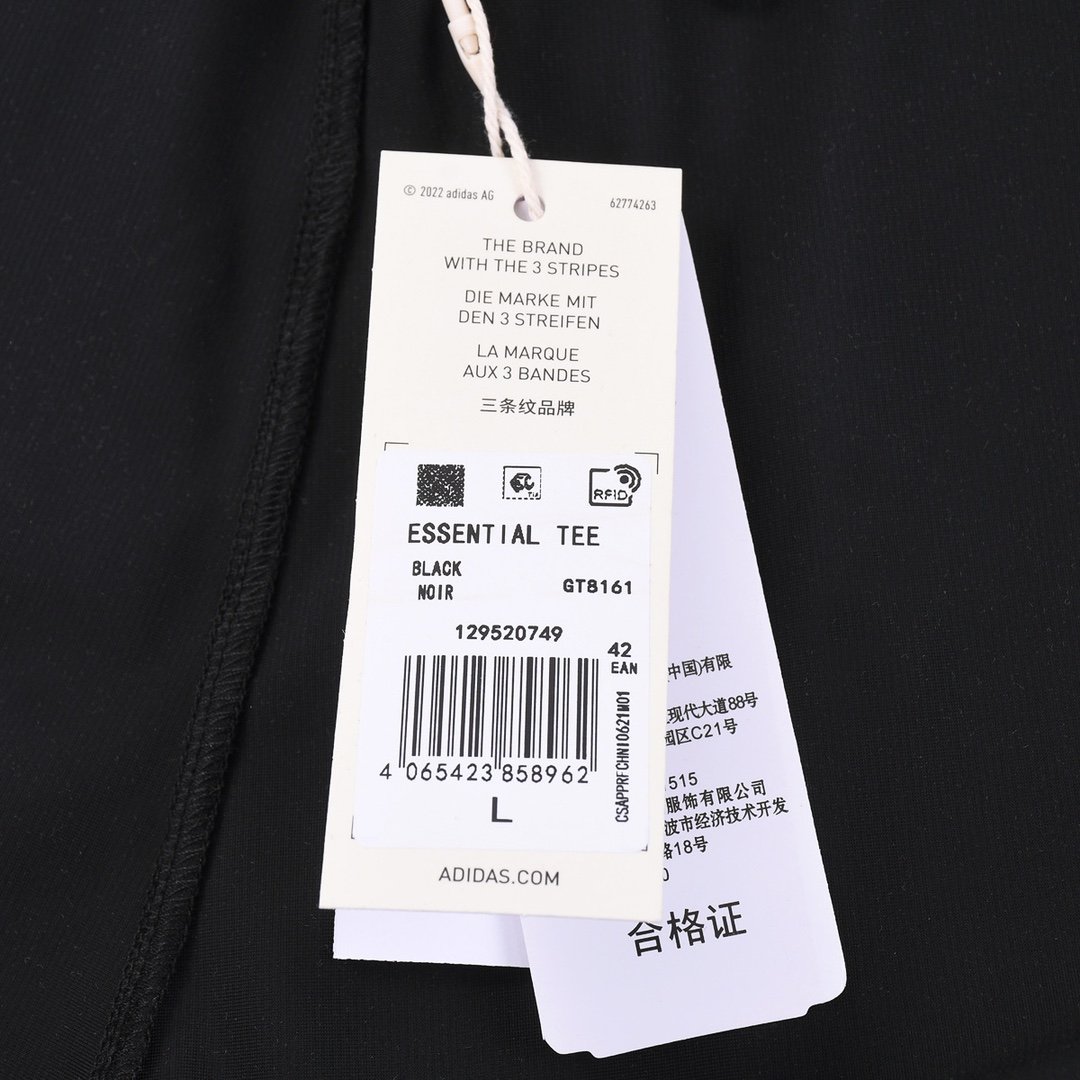 © 2022 adidas AG
62774263
THE BRAND
WITH THE 3 STRIPES
DIE MARKE MIT
DEN 3 STREIFEN
LA MARQUE
AUX 3 BANDES
三条纹品牌
RFID
ESSENTIAL TEE
BLACK
NOIR
GT8161
129520749
42
EAN
4 065423 858962
CSAPPRFCHNI0621M01
L
ADIDAS.COM
中国)有限
现代大道88号
园区C21号
515
服饰有限公司
波市经济技术开发
路18号
0
合格证